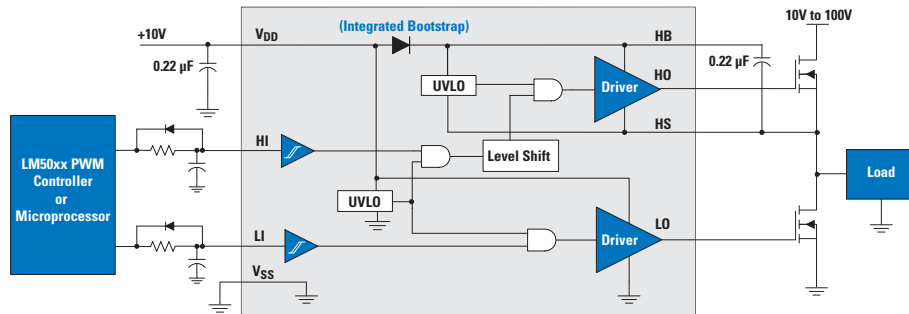 (Integrated Bootstrap)
10V to 100V
+10V
VDD
HB
0.22 µF
UVLO
Driver
HO
0.22 µF
HS
LM50xx PWM
Controller
or
Microprocessor
HI
Level Shift
Load
UVLO
LI
Driver
LO
VSS